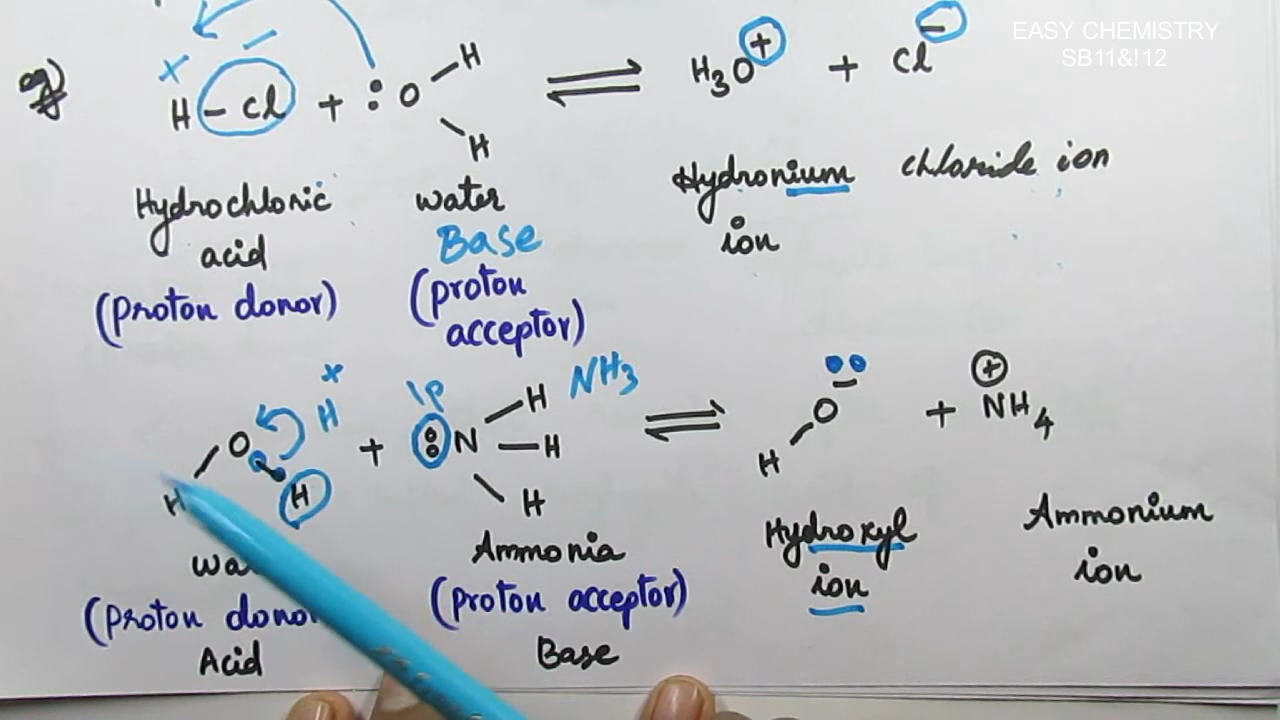 EASY CHEMISTRY
SB11&!12
eg)
H - Cl + : O H H ⇌ H3O+ + Cl-
Hydrochloric acid
(Proton donor)
water
Base
(proton acceptor)
Hydronium ion
chloride ion
H O H + : N H H H ⇌ H O - + NH4 +
H+
lp
NH3
(Proton
Acid
Ammonia
(proton acceptor)
Base
Hydroxyl ion
Ammonium ion